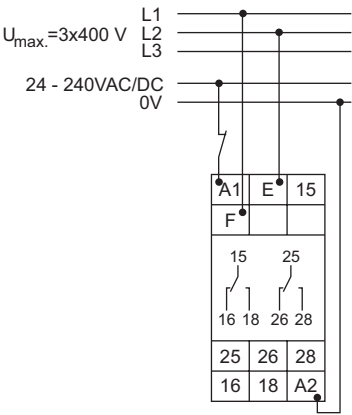 L1
Umax.=3x400 V L2
L3
24 - 240VAC/DC
0V
A1 E 15
F
15 25
16 18 26 28
25 26 28
16 18 A2